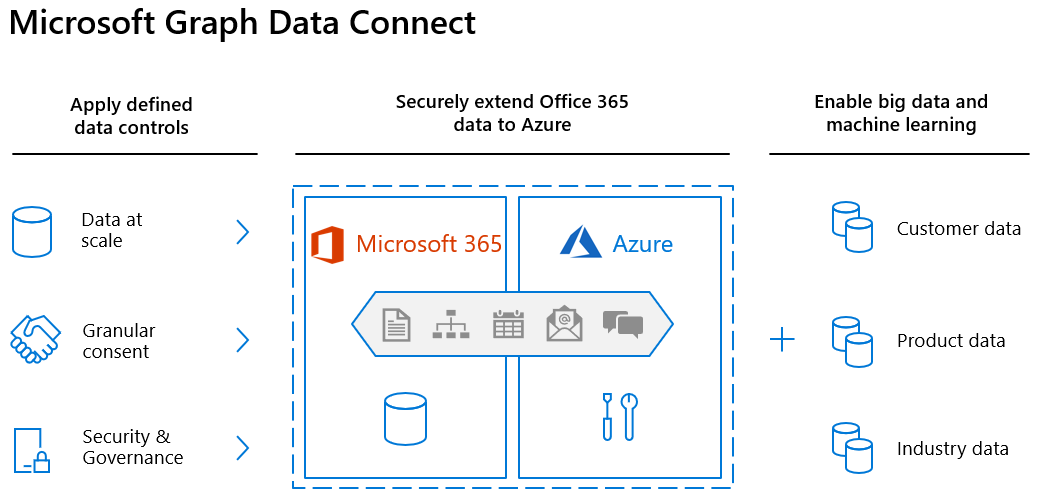 Microsoft Graph Data Connect
Apply defined
data controls
Securely extend Office 365
data to Azure
Enable big data and
machine learning
Data at
scale
Granular
consent
Security &
Governance
Microsoft 365
Azure
@
Customer data
Product data
Industry data